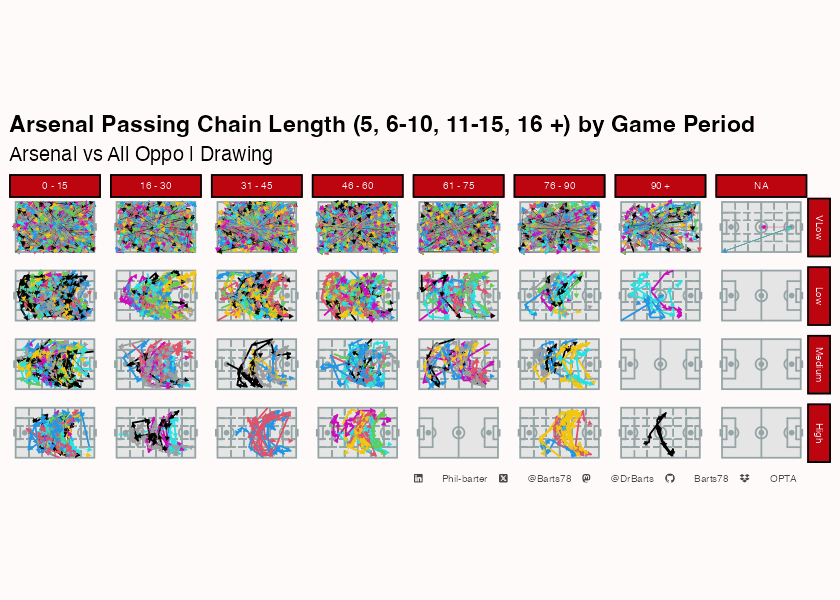 Arsenal Passing Chain Length (5, 6-10, 11-15, 16 +) by Game Period
Arsenal vs All Oppo | Drawing
0 - 15 16 - 30 31 - 45 46 - 60 61 - 75 76 - 90 90 + NA
VLow
Low
Medium
High
Phil-barter @Barts78 @DrBarts Barts78 OPTA